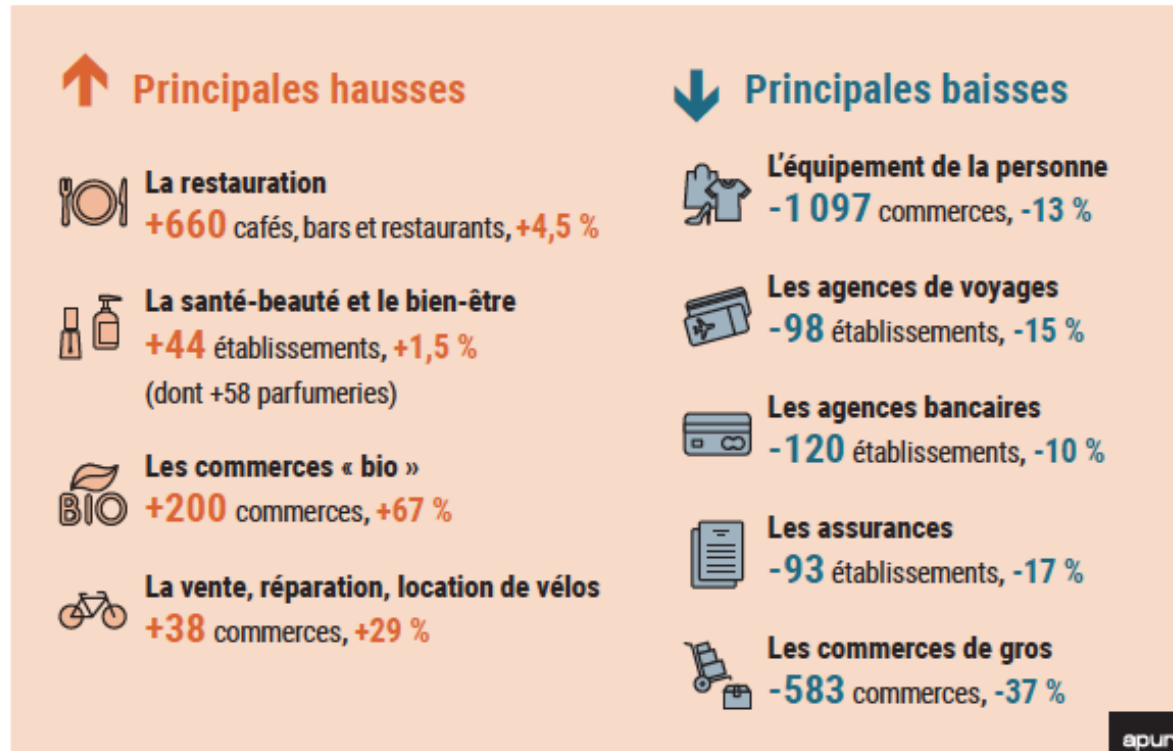 Principales hausses
La restauration
+660 cafés, bars et restaurants, +4,5 %
La santé-beauté et le bien-être
+44 établissements, +1,5 %
(dont +58 parfumeries)
BIO
Les commerces « bio »
+200 commerces, +67 %
La vente, réparation, location de vélos
+38 commerces, +29 %
Principales baisses
L'équipement de la personne
-1 097 commerces, -13 %
Les agences de voyages
-98 établissements, -15 %
Les agences bancaires
-120 établissements, -10 %
Les assurances
-93 établissements, -17 %
Les commerces de gros
-583 commerces, -37 %
apur